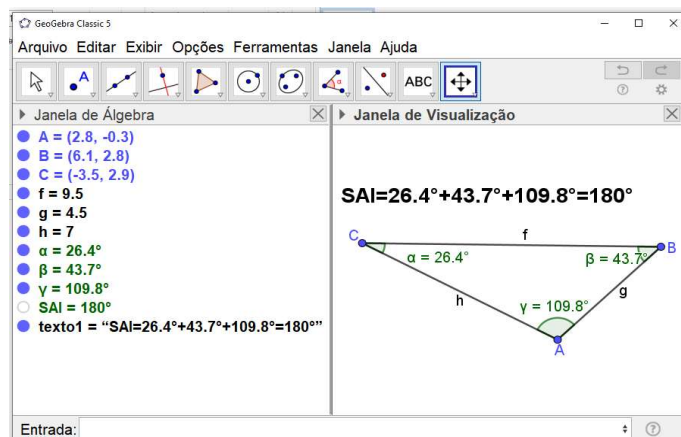 GeoGebra Classic 5
Arquivo Editar Exibir Opções Ferramentas Janela Ajuda
A
ABC
Janela de Álgebra
A = (2.8, -0.3)
B = (6.1, 2.8)
C = (-3.5, 2.9)
f = 9.5
g = 4.5
h = 7
α = 26.4°
β = 43.7°
γ = 109.8°
SAI = 180°
texto1 = “SAI=26.4°+43.7°+109.8°=180°”
Janela de Visualização
SAI=26.4°+43.7°+109.8°=180°
C
f
B
α = 26.4°
β = 43.7°
h
g
γ = 109.8°
A
Entrada: